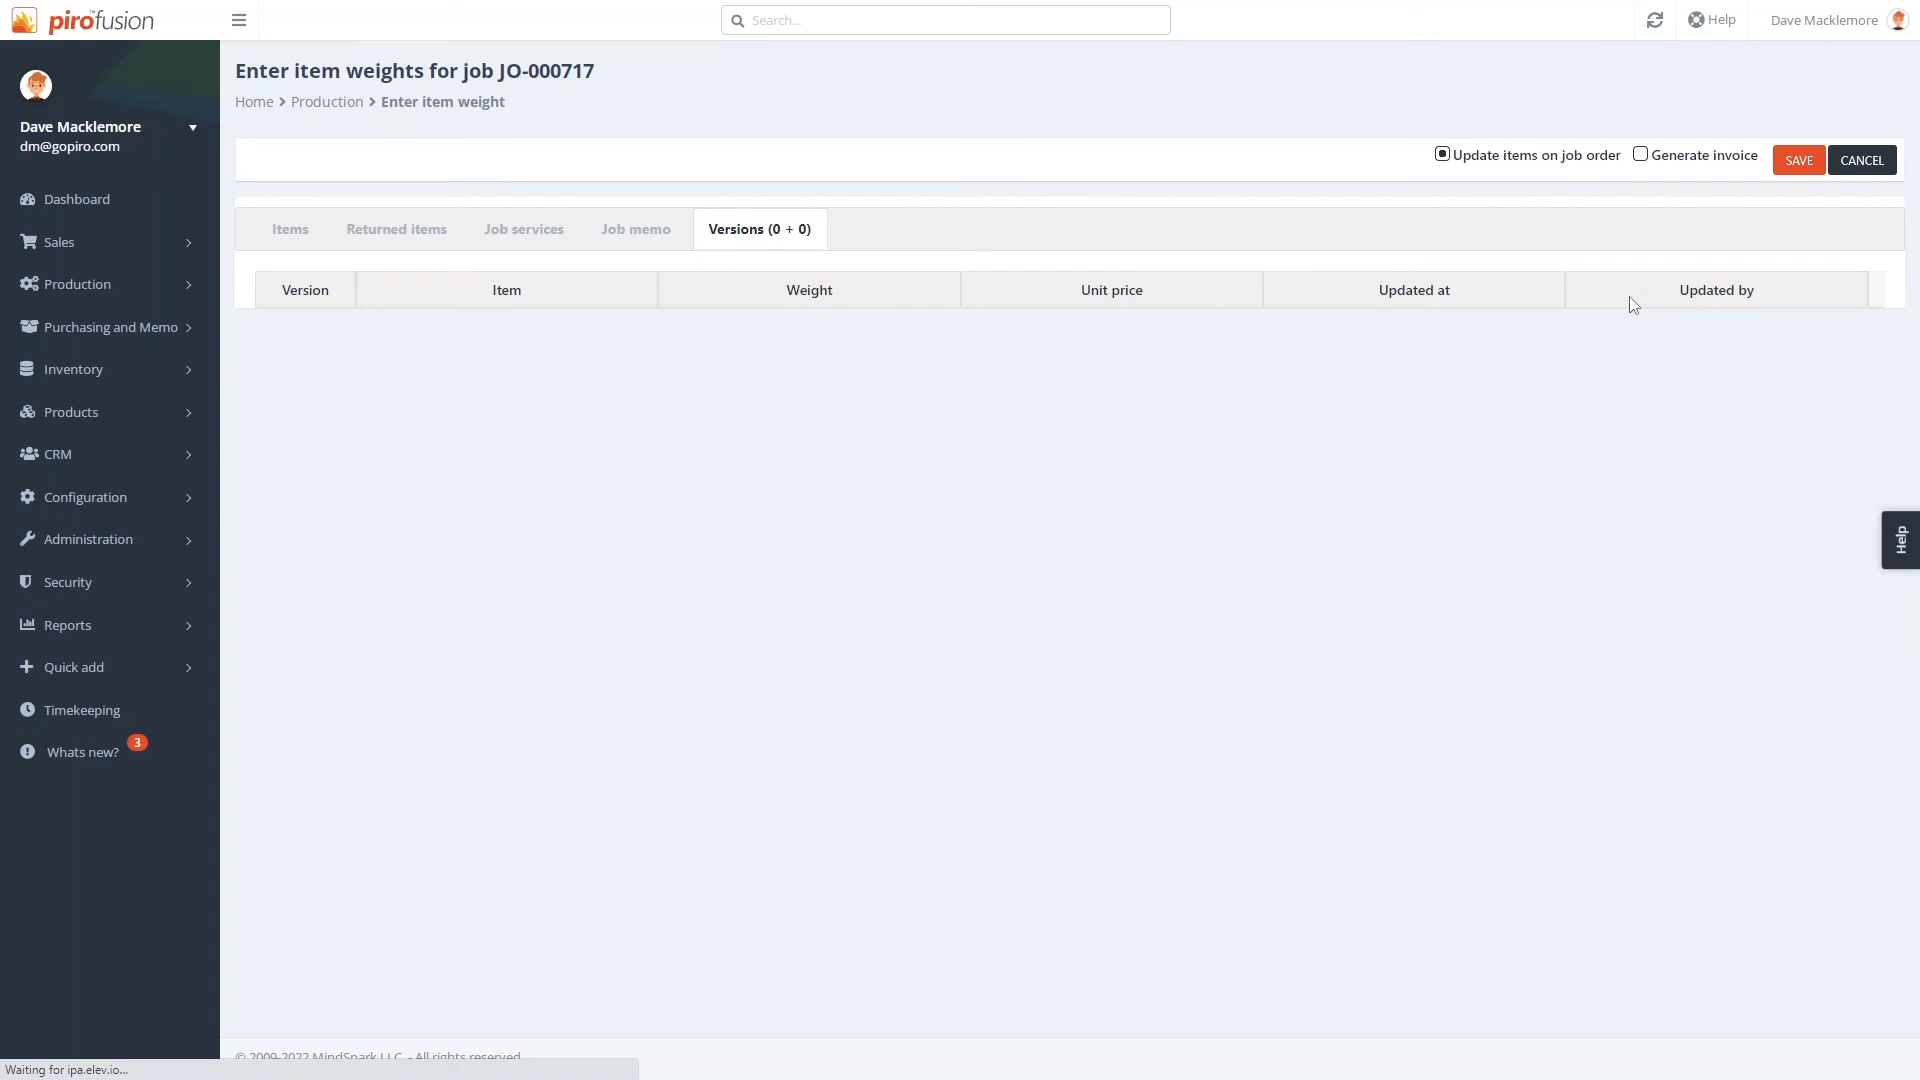 pirofusion™
Search...
Help
Dave Macklemore
Dave Macklemore
dm@gopiro.com
Dashboard
Sales
Production
Purchasing and Memo
Inventory
Products
CRM
Configuration
Administration
Security
Reports
Quick add
Timekeeping
Whats new?
3
Enter item weights for job JO-000717
Home > Production > Enter item weight
Update items on job order
Generate invoice
SAVE
CANCEL
Items
Returned items
Job services
Job memo
Versions (0 + 0)
Version
Item
Weight
Unit price
Updated at
Updated by
Help
© 2009-2022 MindSpark LLC. - All rights reserved
Waiting for ipa.elev.io...